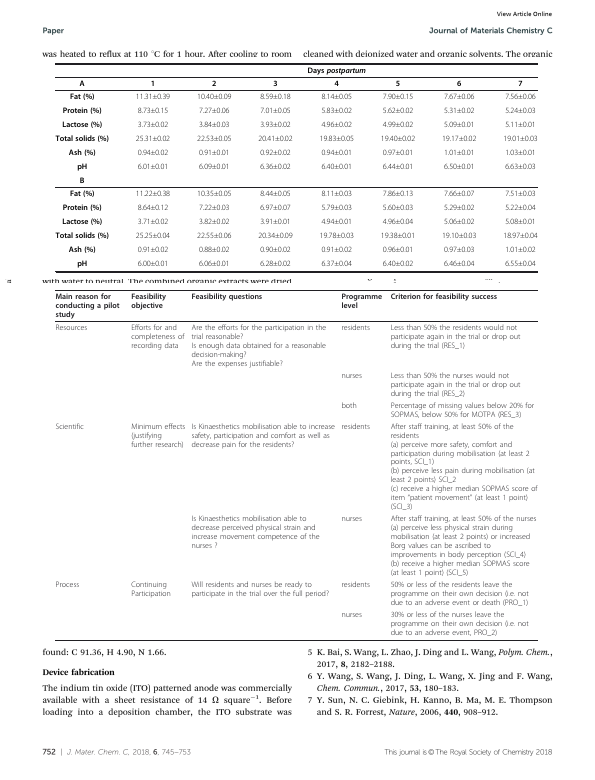 View Article Online
Paper
Journal of Materials Chemistry C
was heated to reflux at 110 °C for 1 hour. After cooling to room
cleaned with deionized water and organic solvents. The organic
Days postpartum
A 1 2 3 4 5 6 7
Fat (%) 11.31±0.39 10.40±0.09 8.59±0.18 8.14±0.05 7.90±0.15 7.67±0.06 7.56±0.06
Protein (%) 8.73±0.15 7.27±0.06 7.01±0.05 5.83±0.05 5.62±0.02 5.31±0.02 5.24±0.03
Lactose (%) 3.73±0.02 3.84±0.03 3.93±0.02 4.96±0.02 4.99±0.02 5.09±0.01 5.11±0.01
Total solids (%) 25.31±0.02 22.53±0.05 20.41±0.02 19.83±0.05 19.40±0.02 19.17±0.02 19.01±0.03
Ash (%) 0.94±0.02 0.91±0.01 0.92±0.02 0.94±0.01 0.97±0.01 1.01±0.01 1.03±0.01
pH 6.01±0.01 6.09±0.01 6.36±0.02 6.40±0.01 6.44±0.01 6.50±0.01 6.63±0.03
B
Fat (%) 11.22±0.38 10.35±0.05 8.44±0.05 8.11±0.03 7.86±0.13 7.66±0.07 7.51±0.03
Protein (%) 8.64±0.12 7.22±0.03 6.97±0.07 5.79±0.03 5.60±0.03 5.29±0.02 5.22±0.04
Lactose (%) 3.71±0.02 3.82±0.02 3.91±0.01 4.94±0.01 4.96±0.04 5.06±0.02 5.08±0.01
Total solids (%) 25.25±0.04 22.55±0.06 20.34±0.09 19.78±0.03 19.38±0.01 19.10±0.03 18.97±0.04
Ash (%) 0.91±0.02 0.88±0.02 0.90±0.02 0.91±0.02 0.96±0.01 0.97±0.03 1.01±0.02
pH 6.00±0.01 6.06±0.01 6.28±0.02 6.37±0.04 6.40±0.02 6.46±0.04 6.55±0.04
with water to neutral. The combined organic extracts were dried
Main reason for conducting a pilot study
Feasibility objective
Feasibility questions
Programme level
Criterion for feasibility success
Resources
Efforts for and
completeness of
recording data
Are the efforts for the participation in the
trial reasonable?
Is enough data obtained for a reasonable
decision-making?
Are the expenses justifiable?
residents
Less than 50% the residents would not
participate again in the trial or drop out
during the trial (RES_1)
nurses
Less than 50% the nurses would not
participate again in the trial or drop out
during the trial (RES_2)
both
Percentage of missing values below 20% for
SOPMAS, below 50% for MOTPA (RES_3)
Scientific
Minimum effects
(justifying
further research)
Is Kinaesthetics mobilisation able to increase
safety, participation and comfort as well as
decrease pain for the residents?
residents
After staff training, at least 50% of the
residents
(a) perceive more safety, comfort and
participation during mobilisation (at least 2
points, SCI_1)
(b) perceive less pain during mobilisation (at
least 2 points) SCI_2
(c) receive a higher median SOPMAS score of
item "patient movement" (at least 1 point)
(SCI_3)
Is Kinaesthetics mobilisation able to
decrease perceived physical strain and
increase movement competence of the
nurses ?
nurses
After staff training, at least 50% of the nurses
(a) perceive less physical strain during
mobilisation (at least 2 points) or increased
Borg values can be ascribed to
improvements in body perception (SCI_4)
(b) receive a higher median SOPMAS score
(at least 1 point) (SCI_5)
Process
Continuing
Participation
Will residents and nurses be ready to
participate in the trial over the full period?
residents
50% or less of the residents leave the
programme on their own decision (i.e. not
due to an adverse event or death (PRO_1)
nurses
30% or less of the nurses leave the
programme on their own decision (i.e. not
due to an adverse event, PRO_2)
found: C 91.36, H 4.90, N 1.66.
Device fabrication
The indium tin oxide (ITO) patterned anode was commercially
available with a sheet resistance of 14 Ω square⁻¹. Before
loading into a deposition chamber, the ITO substrate was
5 K. Bai, S. Wang, L. Zhao, J. Ding and L. Wang, Polym. Chem.,
2017, 8, 2182–2188.
6 Y. Wang, S. Wang, J. Ding, L. Wang, X. Jing and F. Wang,
Chem. Commun., 2017, 53, 180–183.
7 Y. Sun, N. C. Giebink, H. Kanno, B. Ma, M. E. Thompson
and S. R. Forrest, Nature, 2006, 440, 908–912.
752 | J. Mater. Chem. C, 2018, 6, 745–753
This journal is © The Royal Society of Chemistry 2018